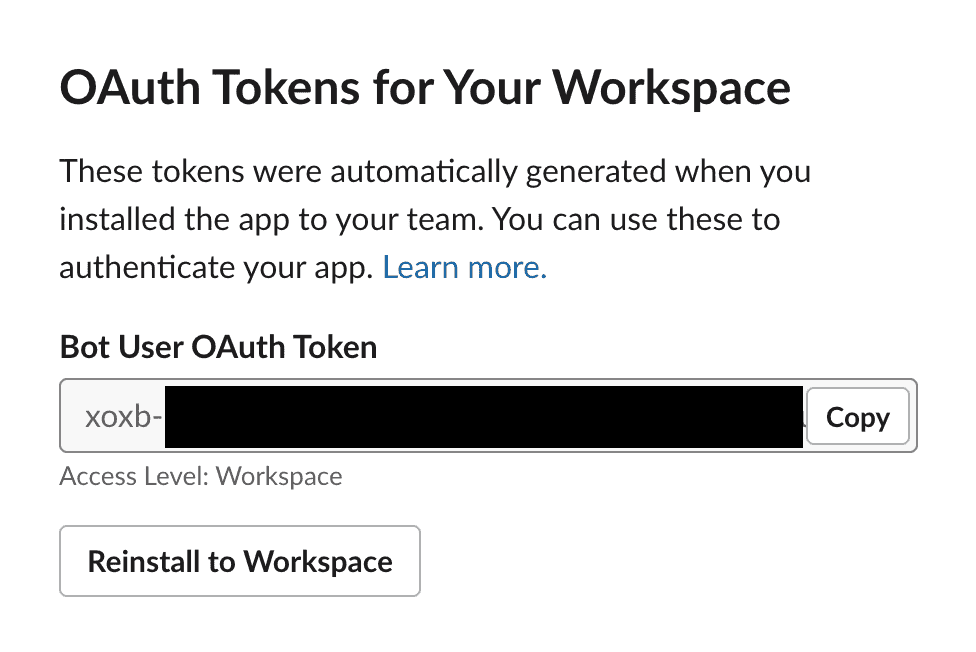 OAuth Tokens for Your Workspace
These tokens were automatically generated when you
installed the app to your team. You can use these to
authenticate your app. Learn more.
Bot User OAuth Token
xoxb-
Copy
Access Level: Workspace
Reinstall to Workspace